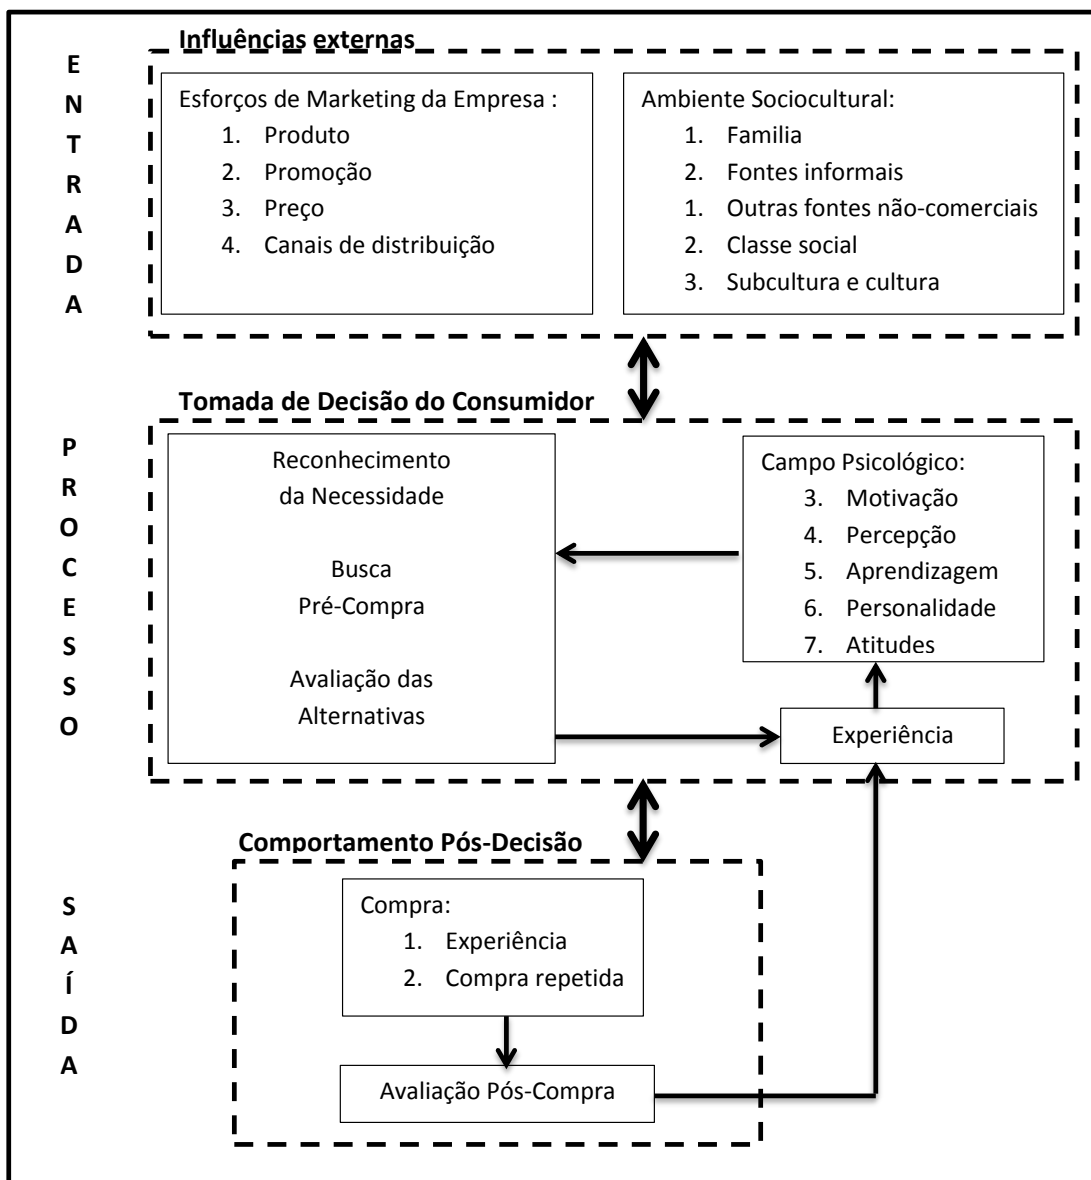 Influências externas
ENTRADA
Esforços de Marketing da Empresa :
1. Produto
2. Promoção
3. Preço
4. Canais de distribuição
Ambiente Sociocultural:
1. Familia
2. Fontes informais
1. Outras fontes não-comerciais
2. Classe social
3. Subcultura e cultura
Tomada de Decisão do Consumidor
PROCESSO
Reconhecimento
da Necessidade
Busca
Pré-Compra
Avaliação das
Alternativas
Campo Psicológico:
3. Motivação
4. Percepção
5. Aprendizagem
6. Personalidade
7. Atitudes
Experiência
Comportamento Pós-Decisão
SAÍDA
Compra:
1. Experiência
2. Compra repetida
Avaliação Pós-Compra